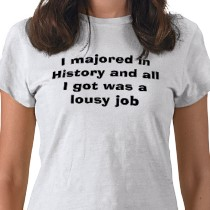 I majored in
History and all
I got was a
lousy job